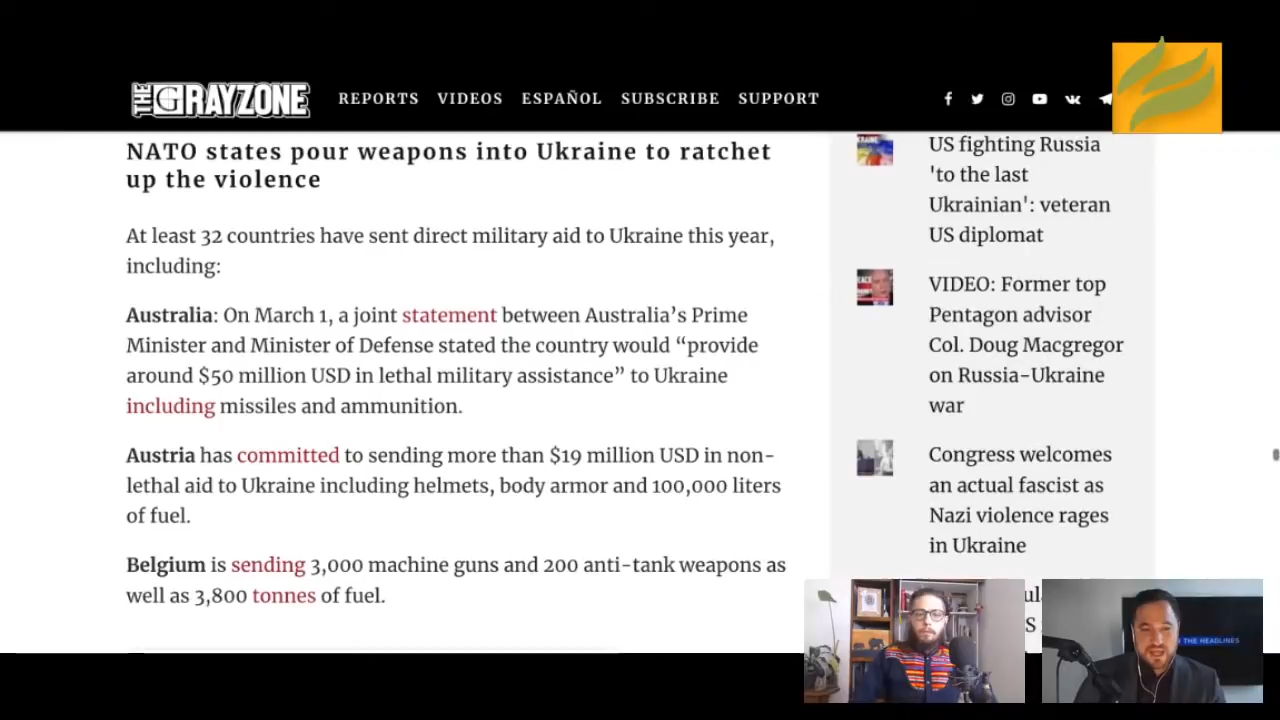 THE GRAYZONE
REPORTS VIDEOS ESPAÑOL SUBSCRIBE SUPPORT
NATO states pour weapons into Ukraine to ratchet
up the violence
At least 32 countries have sent direct military aid to Ukraine this year,
including:
Australia: On March 1, a joint statement between Australia’s Prime
Minister and Minister of Defense stated the country would “provide
around $50 million USD in lethal military assistance” to Ukraine
including missiles and ammunition.
Austria has committed to sending more than $19 million USD in non-
lethal aid to Ukraine including helmets, body armor and 100,000 liters
of fuel.
Belgium is sending 3,000 machine guns and 200 anti-tank weapons as
well as 3,800 tonnes of fuel.
US fighting Russia
'to the last
Ukrainian': veteran
US diplomat
VIDEO: Former top
Pentagon advisor
Col. Doug Macgregor
on Russia-Ukraine
war
Congress welcomes
an actual fascist as
Nazi violence rages
in Ukraine
THE HEADLINES